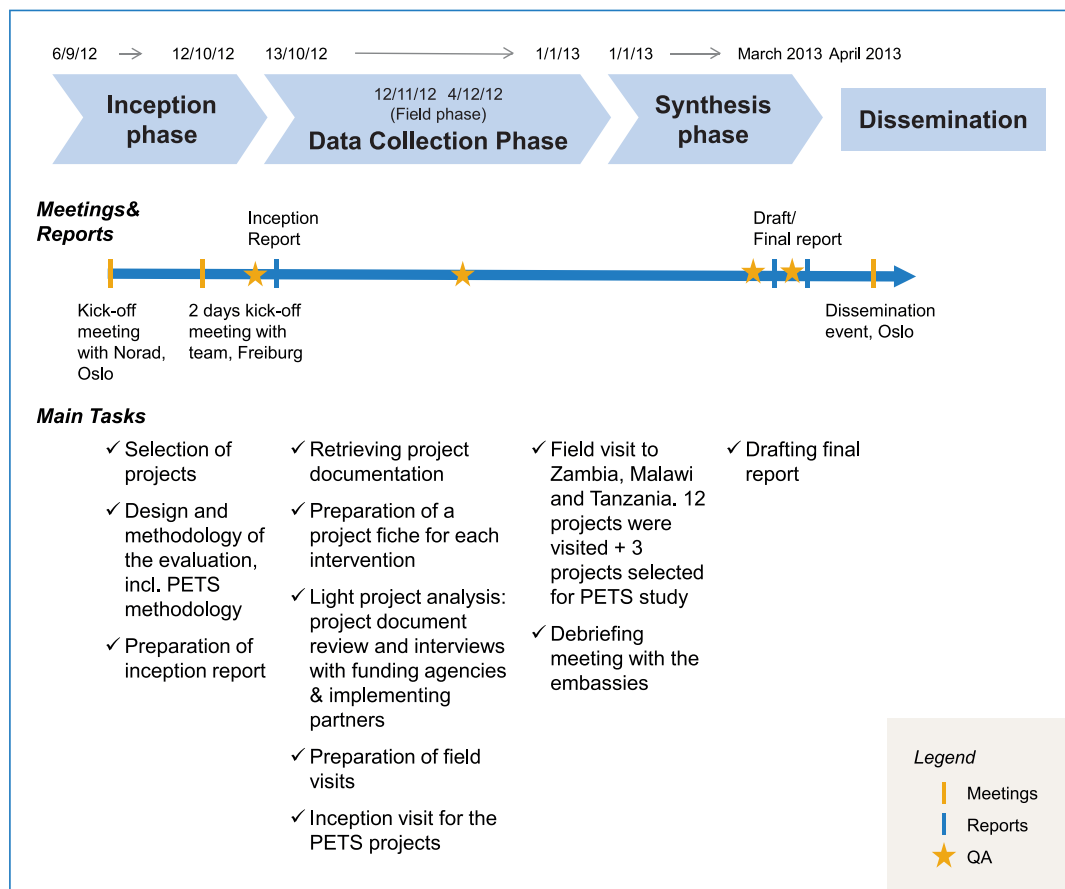 6/9/12 12/10/12 13/10/12 1/1/13 1/1/13 March 2013 April 2013
Inception
phase
12/11/12 4/12/12
(Field phase)
Data Collection Phase
Synthesis
phase
Dissemination
Meetings&
Reports
Inception
Report
Draft/
Final report
Kick-off
meeting
with Norad,
Oslo
2 days kick-off
meeting with
team, Freiburg
Dissemination
event, Oslo
Main Tasks
✓ Selection of
projects
✓ Design and
methodology of
the evaluation,
incl. PETS
methodology
✓ Preparation of
inception report
✓ Retrieving project
documentation
✓ Preparation of a
project fiche for each
intervention
✓ Light project analysis:
project document
review and interviews
with funding agencies
& implementing
partners
✓ Preparation of field
visits
✓ Inception visit for the
PETS projects
✓ Field visit to
Zambia, Malawi
and Tanzania. 12
projects were
visited + 3
projects selected
for PETS study
✓ Debriefing
meeting with the
embassies
✓ Drafting final
report
Legend
Meetings
Reports
QA